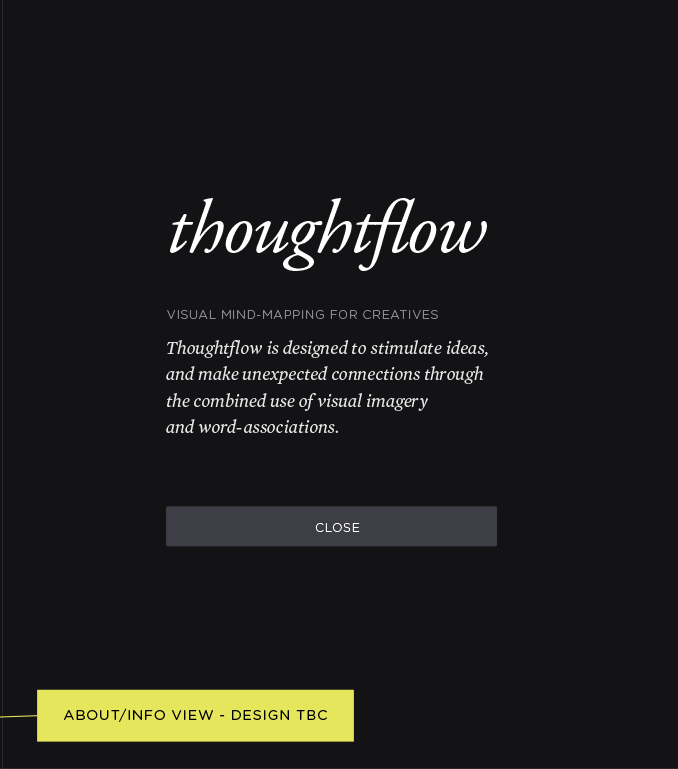 thoughtflow
VISUAL MIND-MAPPING FOR CREATIVES
Thoughtflow is designed to stimulate ideas,
and make unexpected connections through
the combined use of visual imagery
and word-associations.
CLOSE
ABOUT/INFO VIEW - DESIGN TBC